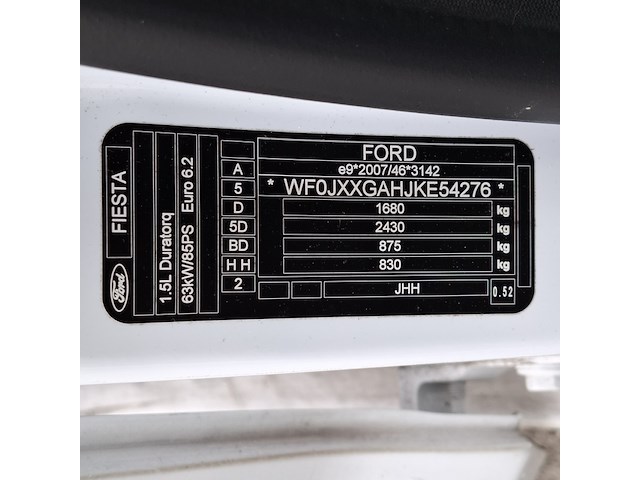 FORD
e9*2007/46*3142
* WF0JXXGAHJKE54276 *
1680 kg
2430 kg
875 kg
830 kg
JHH
0.52
A
5
D
5D
BD
H H
2
FIESTA
1.5L Duratorq
63kW/85PS Euro 6.2
Ford